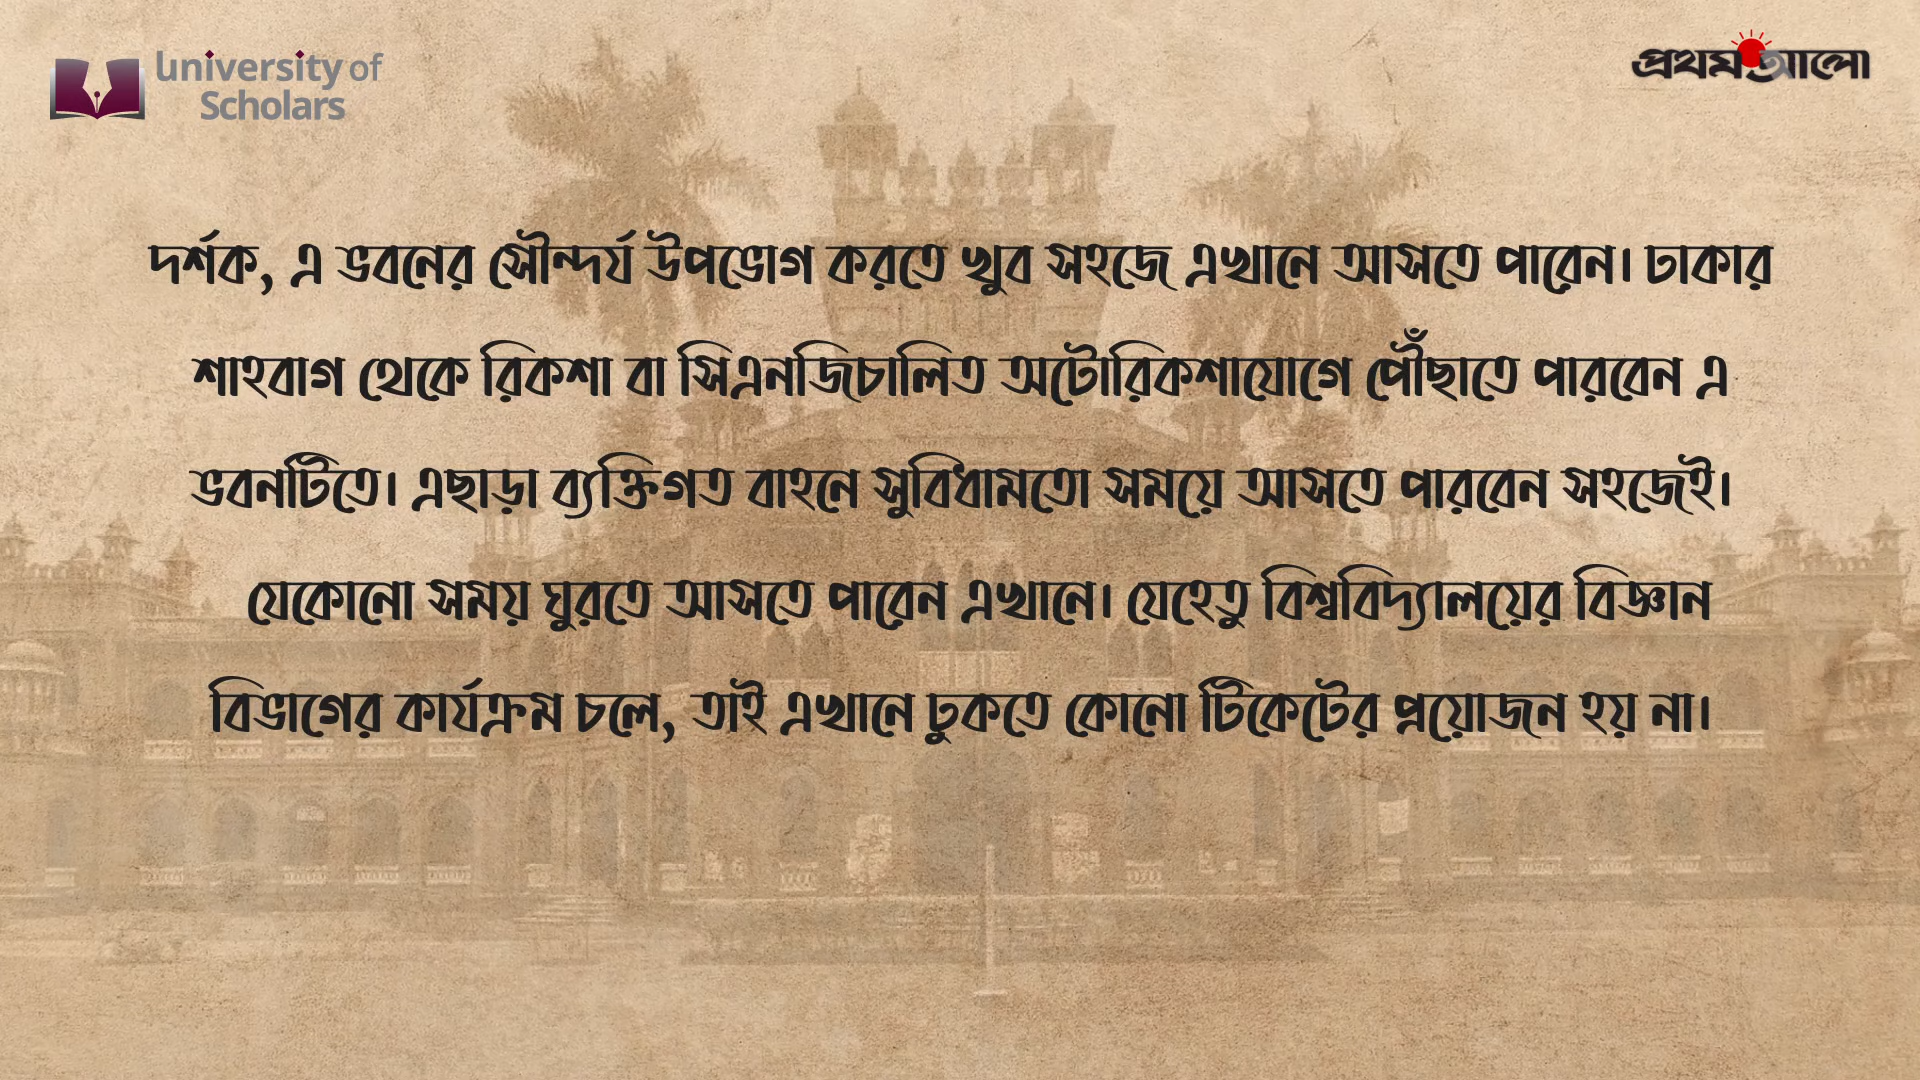 University of
Scholars
প্রথম আলো
দর্শক, এ ভবনের সৌন্দর্য উপভোগ করতে খুব সহজে এখানে আসতে পারেন। ঢাকার
শাহবাগ থেকে রিকশা বা সিএনজিচালিত অটোরিকশাযোগে পৌঁছাতে পারবেন এ
ভবনটিতে। এছাড়া ব্যক্তিগত বাহনে সুবিধামতো সময়ে আসতে পারবেন সহজেই।
যেকোনো সময় ঘুরতে আসতে পারেন এখানে। যেহেতু বিশ্ববিদ্যালয়ের বিজ্ঞান
বিভাগের কার্যক্রম চলে, তাই এখানে ঢুকতে কোনো টিকেটের প্রয়োজন হয় না।